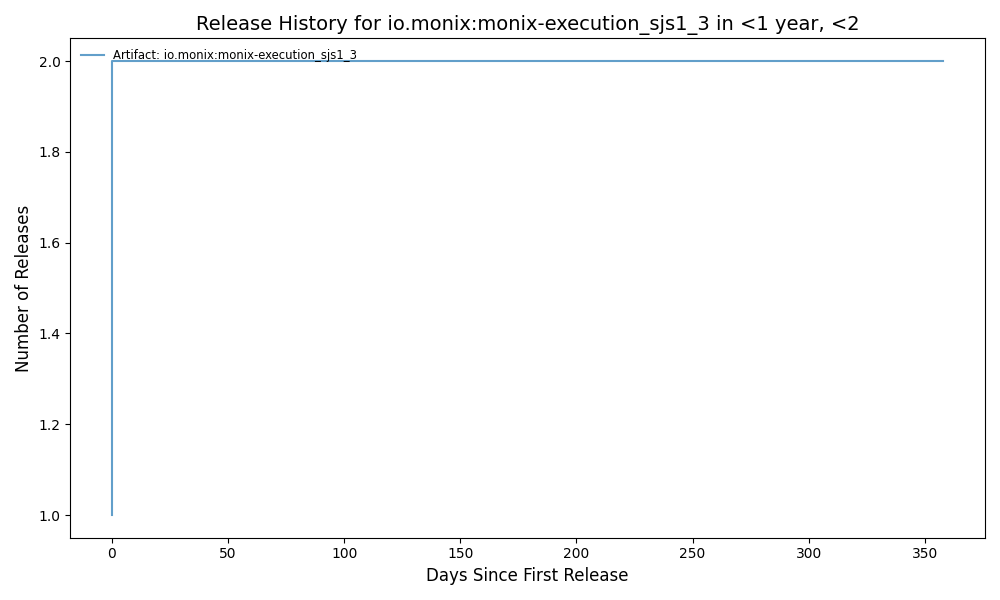 Release History for io.monix:monix-execution_sjs1_3 in <1 year, <2
Artifact: io.monix:monix-execution_sjs1_3
Number of Releases
2.0
1.8
1.6
1.4
1.2
1.0
0 50 100 150 200 250 300 350
Days Since First Release